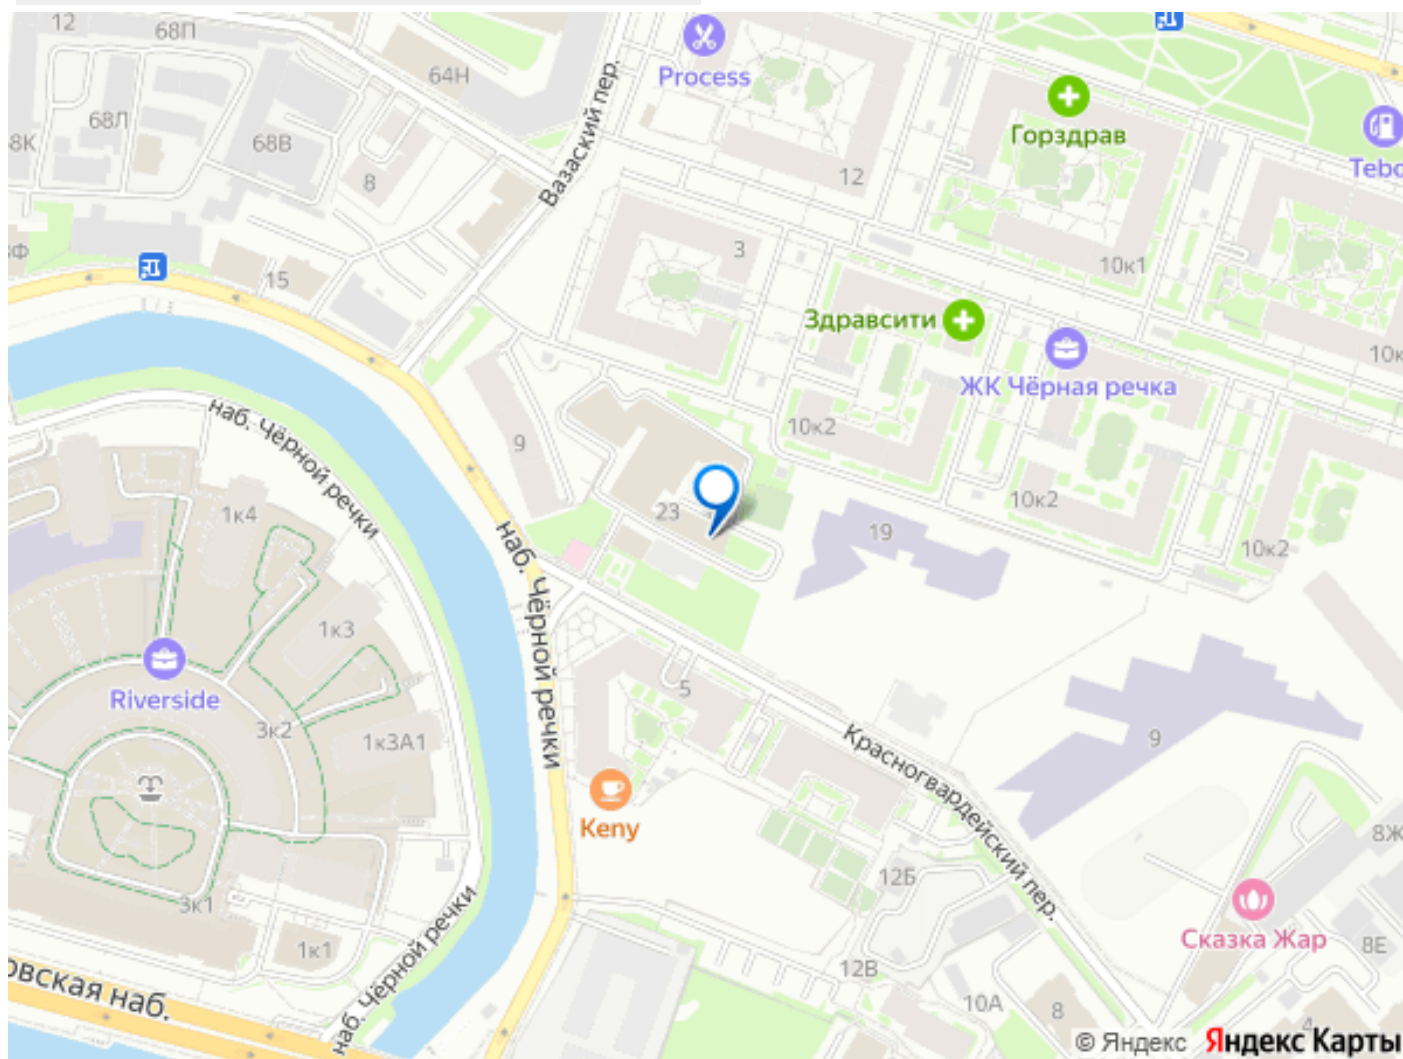 12
68П
64Н
Process
68Л
68В
8К
8
Вазаский пер.
Горздрав
Tebo
12
3
10к1
Ф
15
Здравсити
ЖК Чёрная речка
10к
наб. Чёрной речки
9
10к2
10к2
10к2
1к4
23
19
наб. Чёрной речки
1к3
Riverside
3к2
1к3А1
5
9
Красногвардейский пер.
Keny
8Ж
12Б
3к1
1к1
наб. Чёрной речки
Сказка Жар
8Е
12В
10А
8
4
овская наб.
© Яндекс Яндекс Карты